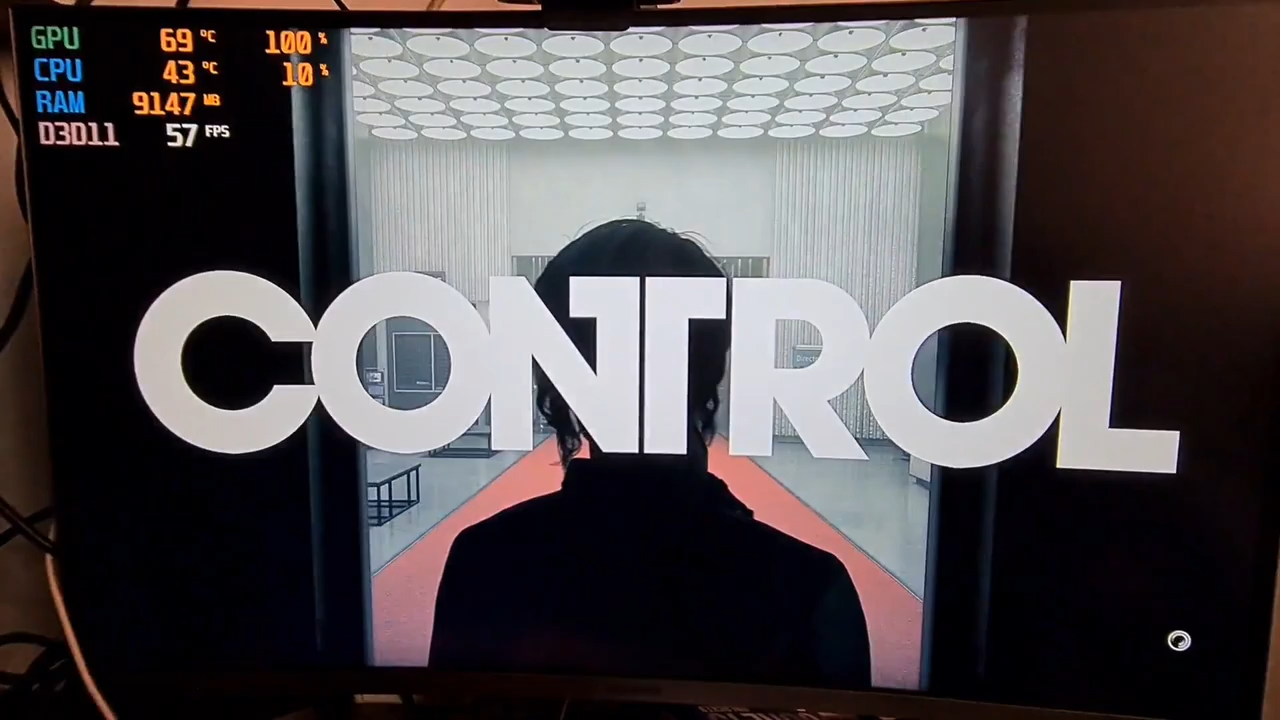 GPU 69 °C 100 %
CPU 43 °C 10 %
RAM 9147 MB
D3D11 57 FPS
CONTROL